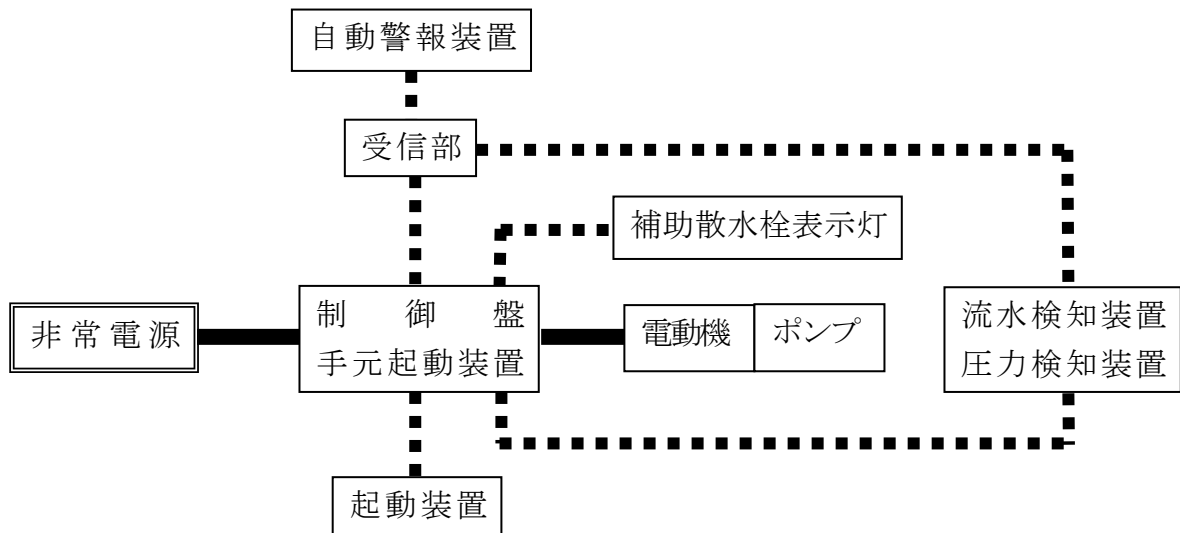 自動警報装置
受信部
補助散水栓表示灯
非常電源
制御盤
手元起動装置
電動機
ポンプ
流水検知装置
圧力検知装置
起動装置